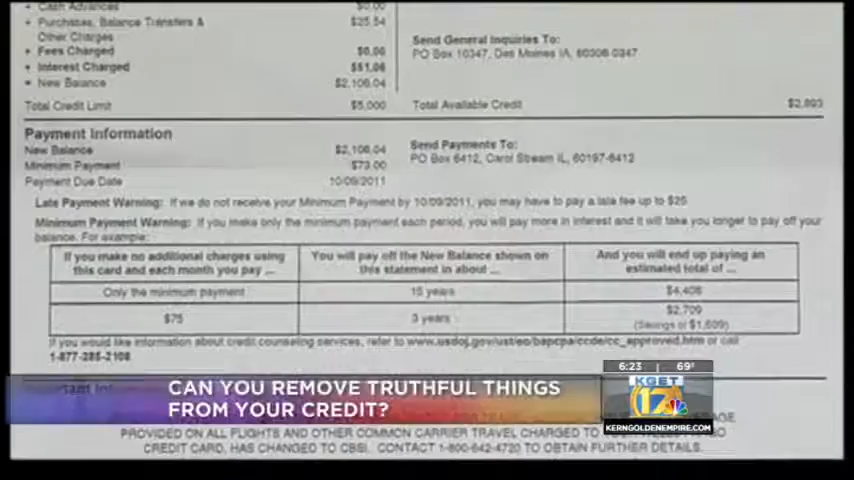 Cash Advances $0.00
+ Purchases, Balance Transfers & $25.54
Other Charges
+ Fees Charged $0.00
+ Interest Charged $51.06
New Balance $2,106.04
Send General Inquiries To:
PO Box 10347, Des Moines IA, 50306-0347
Total Credit Limit $5,000 Total Available Credit $2,893
Payment Information
New Balance $2,106.04
Minimum Payment $73.00
Payment Due Date 10/09/2011
Send Payments To:
PO Box 6412, Carol Stream IL, 60197-6412
Late Payment Warning: If we do not receive your Minimum Payment by 10/09/2011, you may have to pay a late fee up to $25
Minimum Payment Warning: If you make only the minimum payment each period, you will pay more in interest and it will take you longer to pay off your
balance. For example:
If you make no additional charges using
this card and each month you pay ...
You will pay off the New Balance shown on
this statement in about ...
And you will end up paying an
estimated total of ...
Only the minimum payment 15 years $4,408
$75 3 years $2,709
(Savings of
If you would like information about credit counseling services, refer to www.usdoj.gov/ust/eo/bapcpa/ccde/cc_approved.htm or call
1-877-285-2108
CAN YOU REMOVE TRUTHFUL THINGS
FROM YOUR CREDIT?
6:23 | 69°
KGET
17
KERNGOLDENEMPIRE.COM
PROVIDED ON ALL FLIGHTS AND OTHER COMMON CARRIER TRAVEL CHARGED TO
CREDIT CARD, HAS CHANGED TO CBSI. CONTACT 1-800-642-4720 TO OBTAIN FURTHER DETAILS.